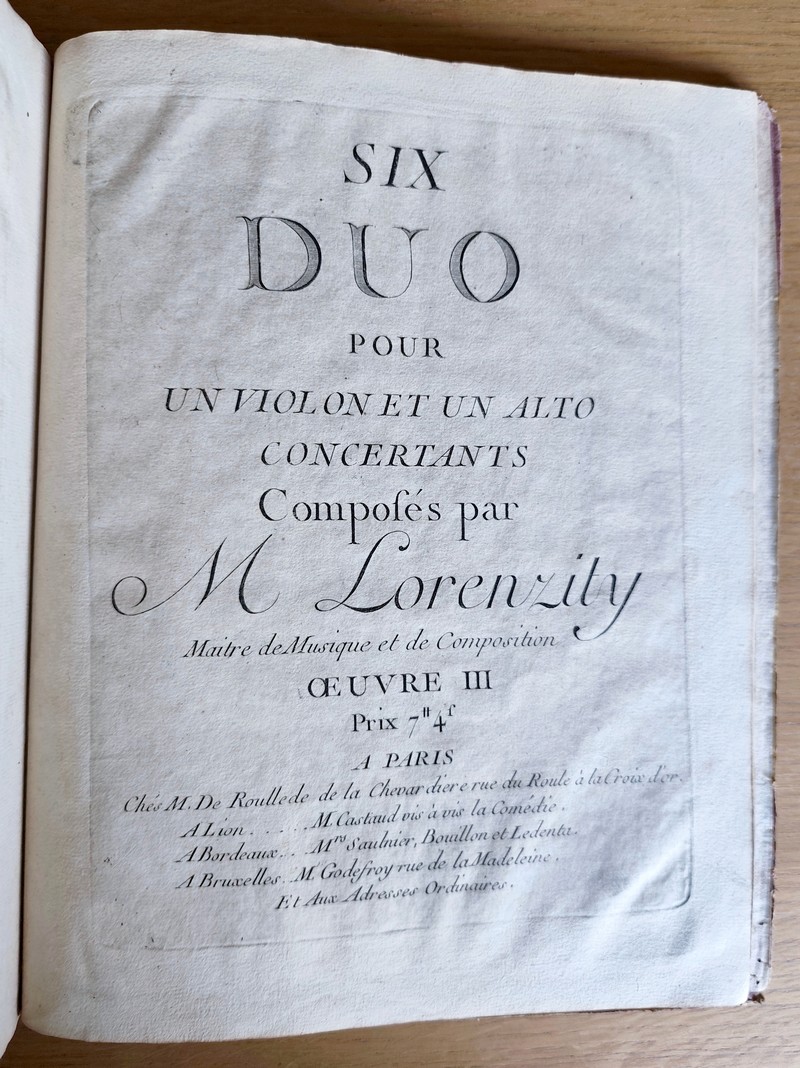 SIX
DUO
POUR
UN VIOLON ET UN ALTO
CONCERTANTS
Compoſés par
M Lorenzity
Maitre de Musique et de Composition
ŒUVRE III
Prix 7⁗ 4ᶠ
A PARIS
Chés M. De Roullede de la Chevardiere rue du Roule à la Croix d'or.
A Lion . . . . . M. Castaud vis à vis la Comédie.
A Bordeaux . . Mʳˢ Saulnier, Bouillon et Ledenta.
A Bruxelles. M. Godefroy rue de la Madeleine.
Et Aux Adresses Ordinaires.